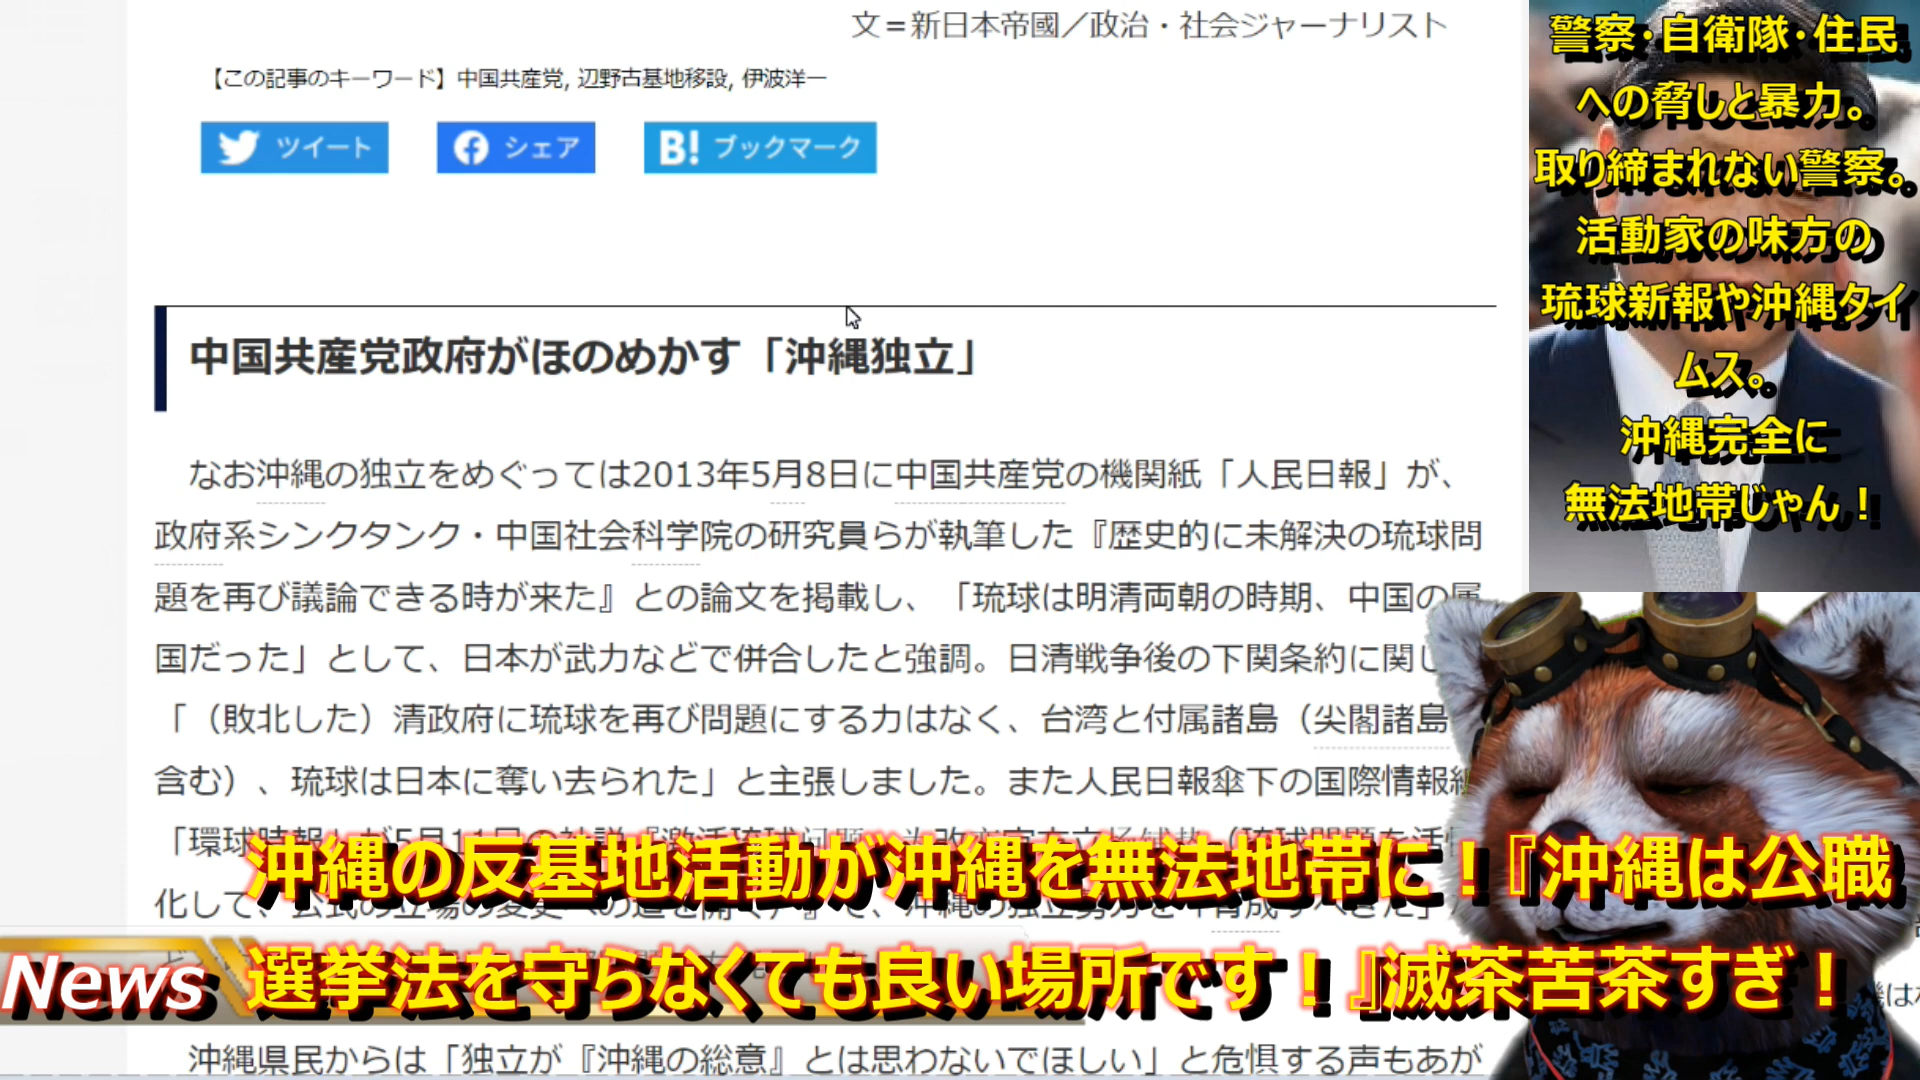 文＝新日本帝國／政治・社会ジャーナリスト
【この記事のキーワード】中国共産党, 辺野古基地移設, 伊波洋一
ツイート
シェア
B! ブックマーク
中国共産党政府がほのめかす「沖縄独立」
なお沖縄の独立をめぐっては2013年5月8日に中国共産党の機関紙「人民日報」が、
政府系シンクタンク・中国社会科学院の研究員らが執筆した『歴史的に未解決の琉球問
題を再び議論できる時が来た』との論文を掲載し、「琉球は明清両朝の時期、中国の属
国だった」として、日本が武力などで併合したと強調。日清戦争後の下関条約に関し
「（敗北した）清政府に琉球を再び問題にする力はなく、台湾と付属諸島（尖閣諸島
含む）、琉球は日本に奪い去られた」と主張しました。また人民日報傘下の国際情報紙
「環球時報」が5月11日の社説
化して、
沖縄県民からは「独立が『沖縄の総意』とは思わないでほしい」と危惧する声もあが
警察・自衛隊・住民
への脅しと暴力。
取り締まれない警察。
活動家の味方の
琉球新報や沖縄タイ
ムス。
沖縄完全に
無法地帯じゃん！
沖縄の反基地活動が沖縄を無法地帯に！『沖縄は公職
選挙法を守らなくても良い場所です！』滅茶苦茶すぎ！
News